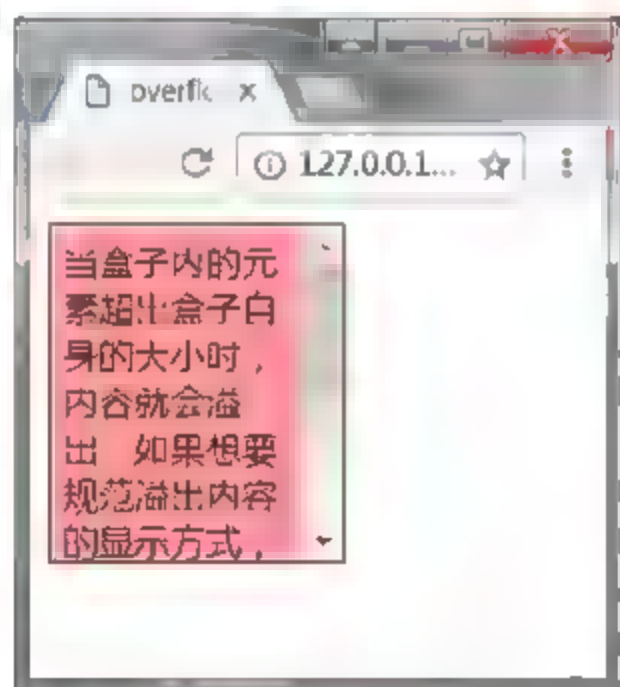 overflo
127.0.0.1...
当盒子内的元
素超出盒子自
身的大小时，
内容就会溢
出 如果想要
规范溢出内容
的显示方式，